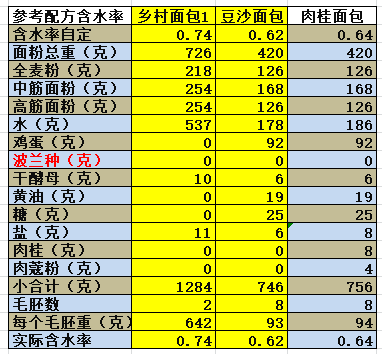 参考配方含水率 乡村面包1 豆沙面包 肉桂面包
含水率自定 0.74 0.62 0.64
面粉总重（克） 726 420 420
全麦粉（克） 218 126 126
中筋面粉（克） 254 168 168
高筋面粉（克） 254 126 126
水（克） 537 178 186
鸡蛋（克） 0 92 92
波兰种（克） 0 0 0
干酵母（克） 10 6 6
黄油（克） 0 19 19
糖（克） 0 25 25
盐（克） 11 6 8
肉桂（克） 0 0 8
肉蔻粉（克） 0 0 4
小合计（克） 1284 746 756
毛胚数 2 8 8
每个毛胚重（克） 642 93 94
实际含水率 0.74 0.62 0.64